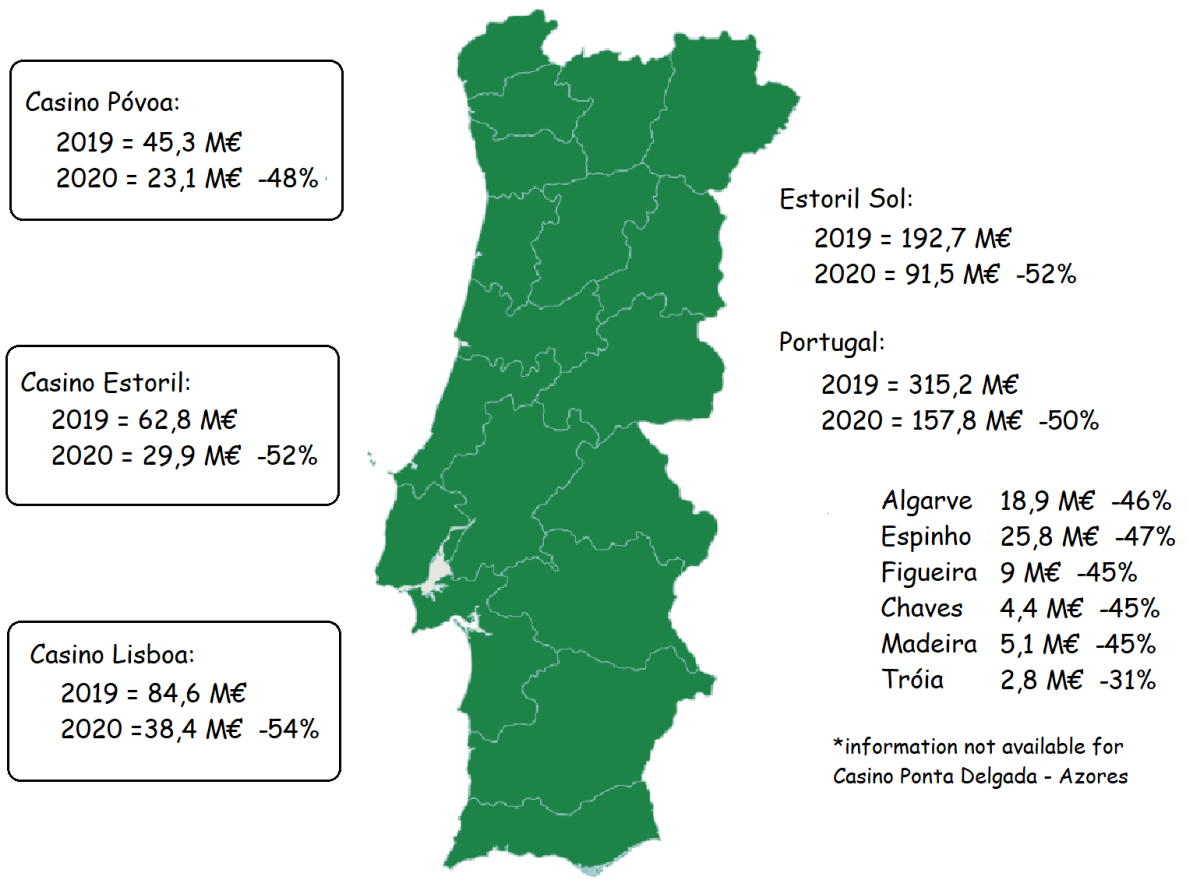 Casino Póvoa:
2019 = 45,3 M€
2020 = 23,1 M€ -48%
Casino Estoril:
2019 = 62,8 M€
2020 = 29,9 M€ -52%
Casino Lisboa:
2019 = 84,6 M€
2020 =38,4 M€ -54%
Estoril Sol:
2019 = 192,7 M€
2020 = 91,5 M€ -52%
Portugal:
2019 = 315,2 M€
2020 = 157,8 M€ -50%
Algarve 18,9 M€ -46%
Espinho 25,8 M€ -47%
Figueira 9 M€ -45%
Chaves 4,4 M€ -45%
Madeira 5,1 M€ -45%
Tróia 2,8 M€ -31%
*information not available for
Casino Ponta Delgada - Azores